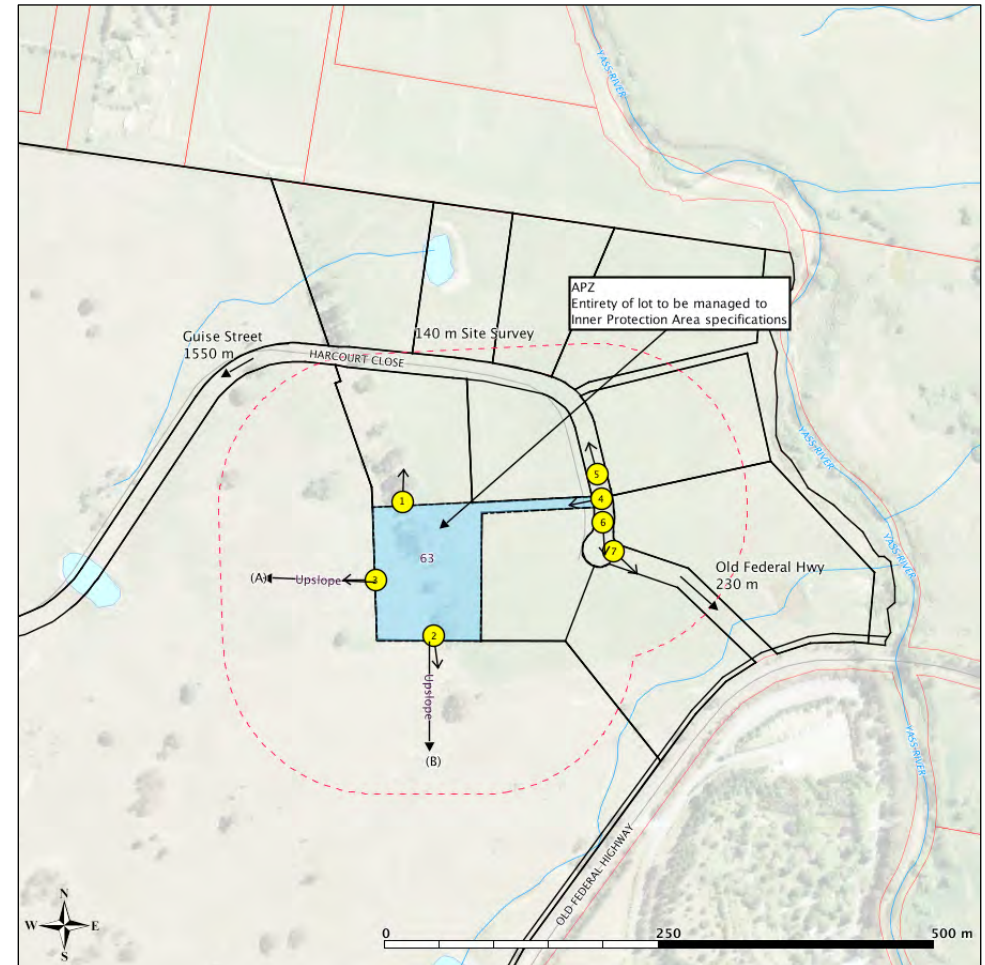 YASS RIVER
APZ
Entirety of lot to be managed to
Inner Protection Area specifications
Guise Street
1550 m
140 m Site Survey
HARCOURT CLOSE
YASS RIVER
5
1
4
6
63
7
YASS RIVER
(A)
Upslope
3
Old Federal Hwy
230 m
2
Upslope
(B)
YASS RIVER
OLD FEDERAL HIGHWAY
N
W
E
S
0
250
500 m